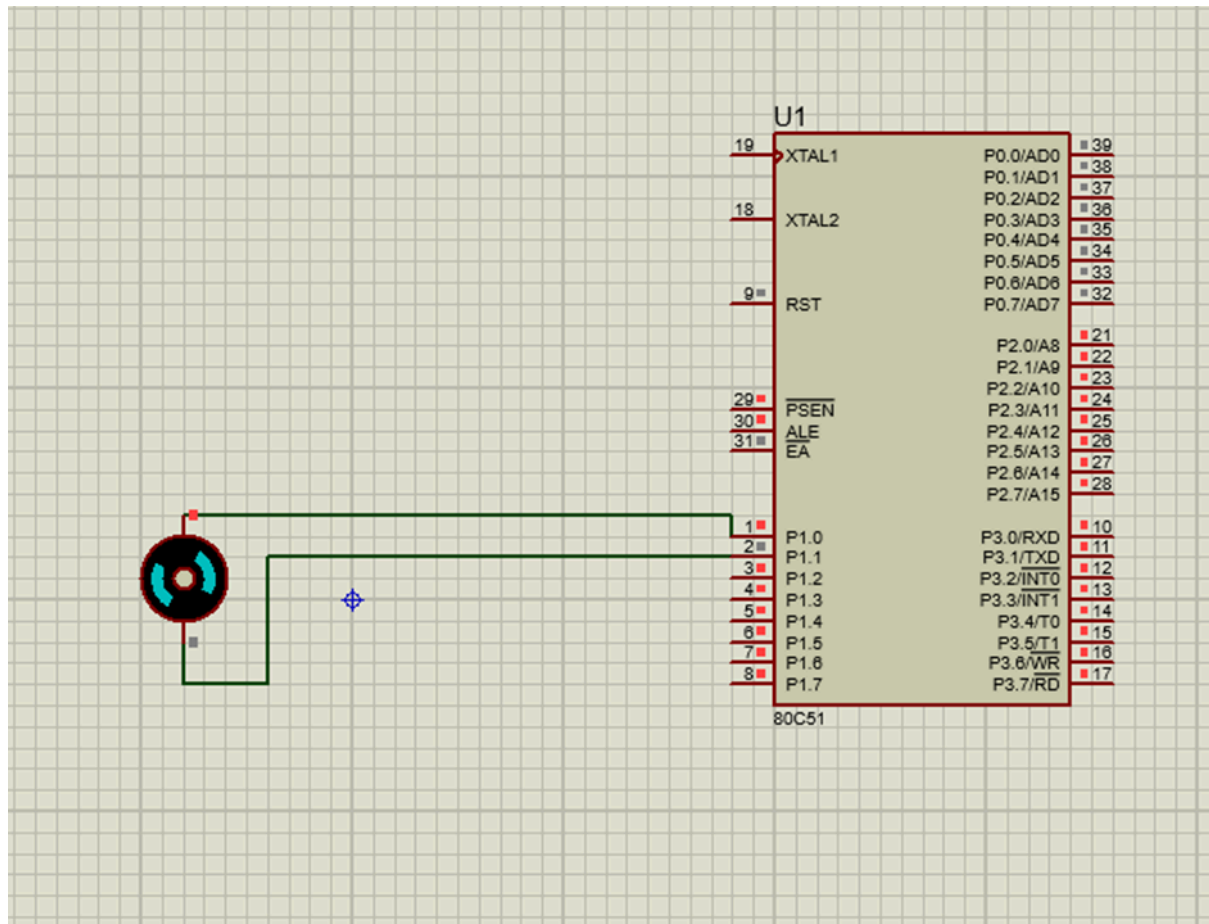 U1
19 XTAL1 P0.0/AD0 39
P0.1/AD1 38
P0.2/AD2 37
18 XTAL2 P0.3/AD3 36
P0.4/AD4 35
P0.5/AD5 34
P0.6/AD6 33
9 RST P0.7/AD7 32
P2.0/A8 21
P2.1/A9 22
P2.2/A10 23
29 PSEN P2.3/A11 24
30 ALE P2.4/A12 25
31 EA P2.5/A13 26
P2.6/A14 27
P2.7/A15 28
1 P1.0 P3.0/RXD 10
2 P1.1 P3.1/TXD 11
3 P1.2 P3.2/INT0 12
4 P1.3 P3.3/INT1 13
5 P1.4 P3.4/T0 14
6 P1.5 P3.5/T1 15
7 P1.6 P3.6/WR 16
8 P1.7 P3.7/RD 17
80C51